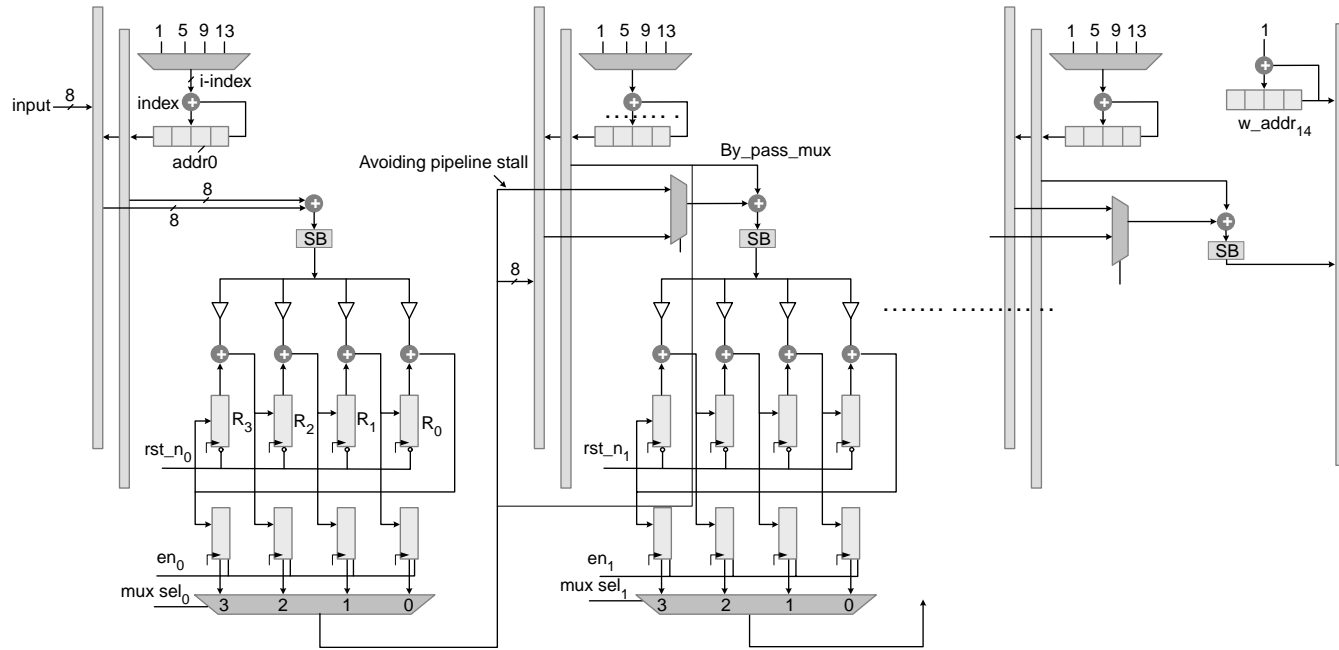 1 5 9 13
i-index
index
input 8
addr0
8
8
SB
R3 R2 R1 R0
rst_n0
en0
mux sel0
3 2 1 0
1 5 9 13
By_pass_mux
Avoiding pipeline stall
SB
8
rst_n1
en1
mux sel1
3 2 1 0
1 5 9 13
1
w_addr14
SB